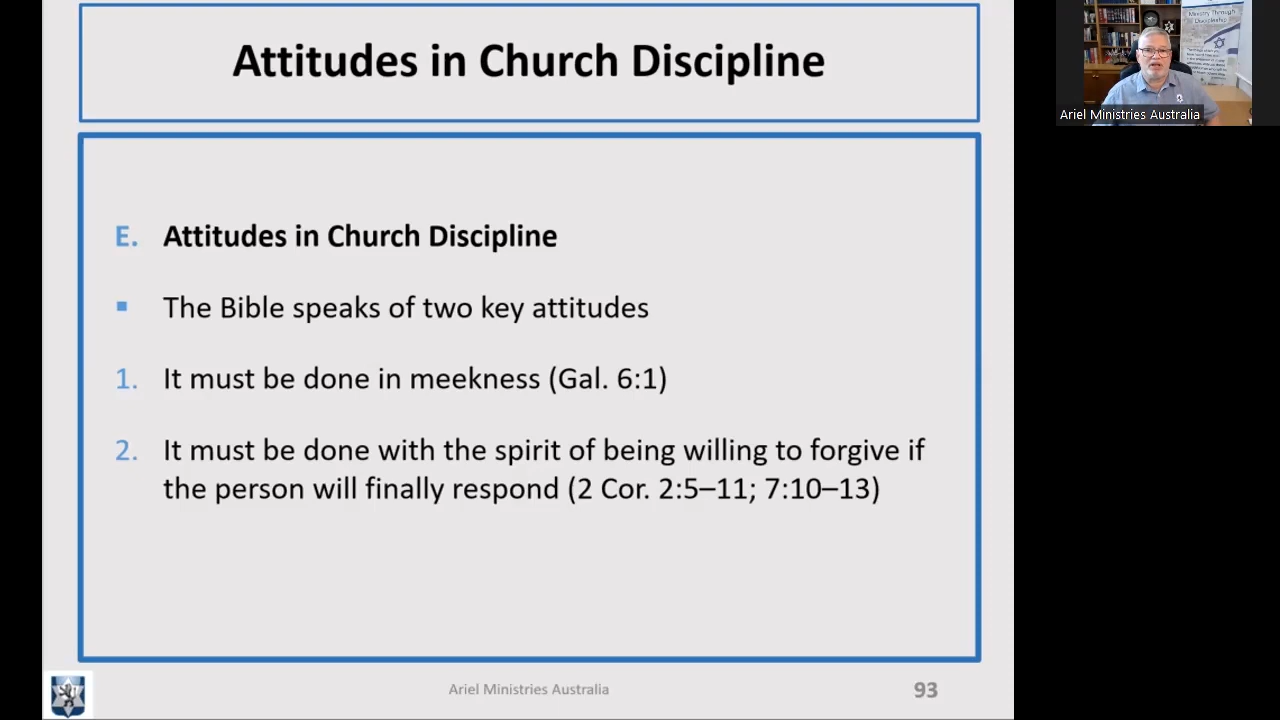 Attitudes in Church Discipline
E. Attitudes in Church Discipline
▪ The Bible speaks of two key attitudes
1. It must be done in meekness (Gal. 6:1)
2. It must be done with the spirit of being willing to forgive if
the person will finally respond (2 Cor. 2:5–11; 7:10–13)
Ariel Ministries Australia
93
Ministry Through
Discipleship
Ariel Ministries Australia